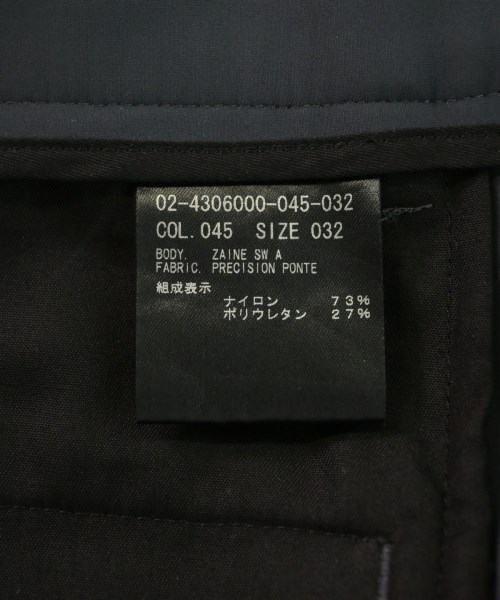 02-4306000-045-032
COL. 045 SIZE 032
BODY. ZAINE SW A
FABRIC. PRECISION PONTE
組成表示
ナイロン 73%
ポリウレタン 27%